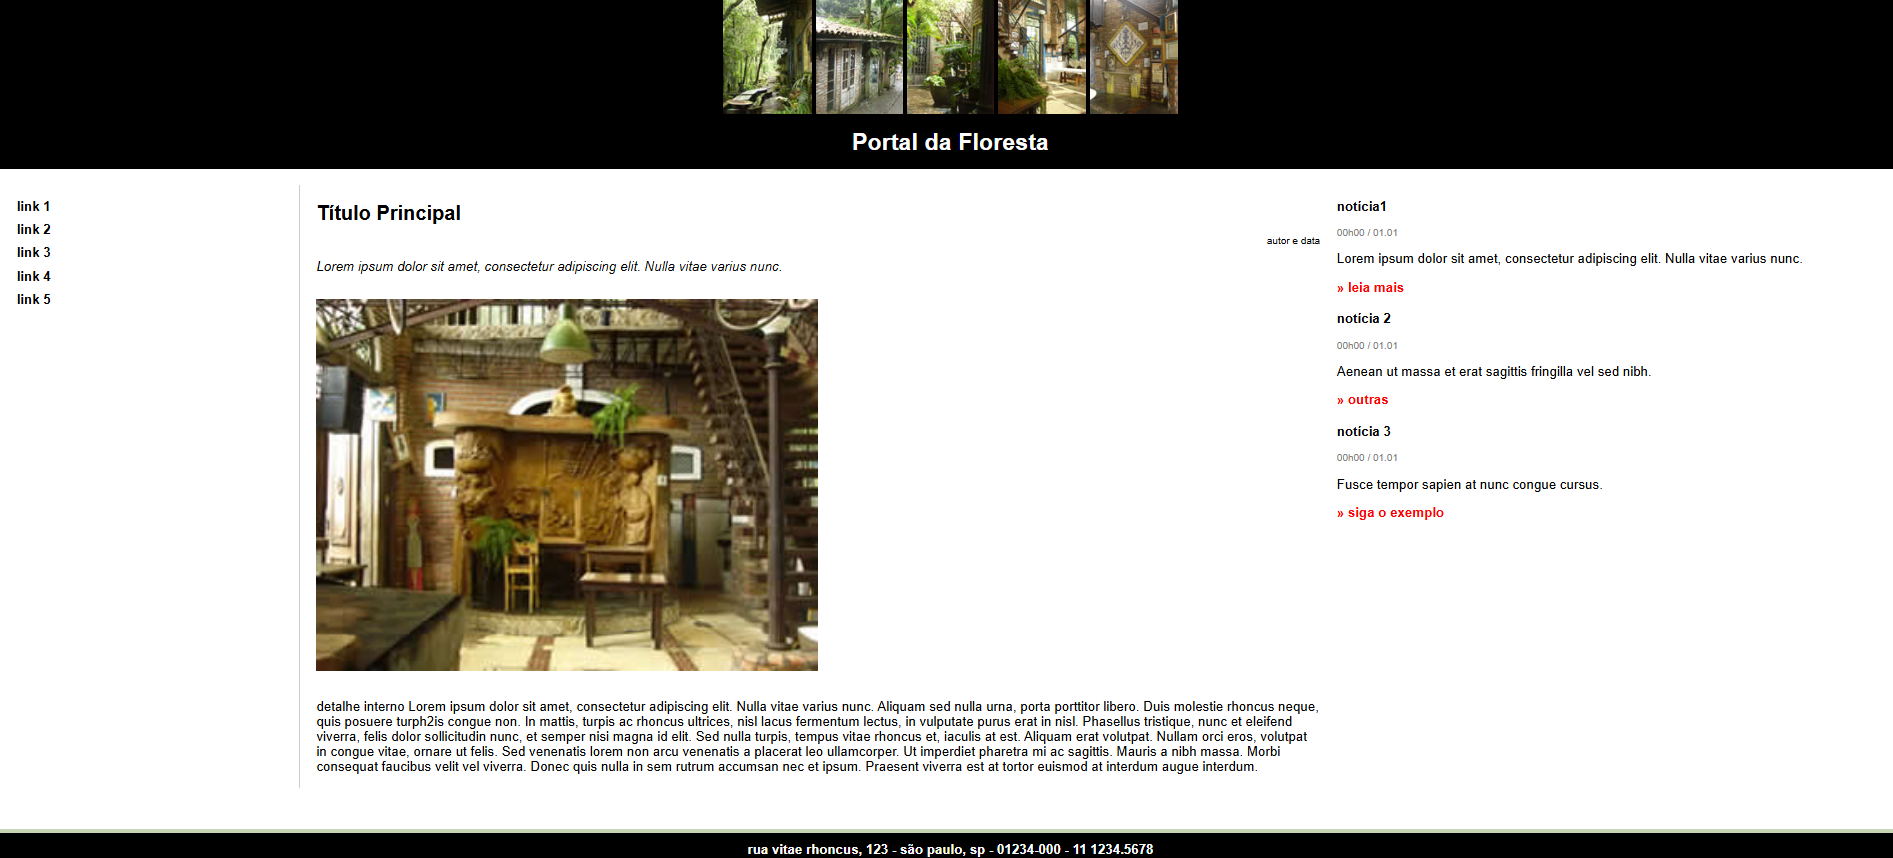 Portal da Floresta
link 1
link 2
link 3
link 4
link 5
Título Principal
autor e data
Lorem ipsum dolor sit amet, consectetur adipiscing elit. Nulla vitae varius nunc.
detalhe interno Lorem ipsum dolor sit amet, consectetur adipiscing elit. Nulla vitae varius nunc. Aliquam sed nulla urna, porta porttitor libero. Duis molestie rhoncus neque,
quis posuere turph2is congue non. In mattis, turpis ac rhoncus ultrices, nisl lacus fermentum lectus, in vulputate purus erat in nisl. Phasellus tristique, nunc et eleifend
viverra, felis dolor sollicitudin nunc, et semper nisi magna id elit. Sed nulla turpis, tempus vitae rhoncus et, iaculis at est. Aliquam erat volutpat. Nullam orci eros, volutpat
in congue vitae, ornare ut felis. Sed venenatis lorem non arcu venenatis a placerat leo ullamcorper. Ut imperdiet pharetra mi ac sagittis. Mauris a nibh massa. Morbi
consequat faucibus velit vel viverra. Donec quis nulla in sem rutrum accumsan nec et ipsum. Praesent viverra est at tortor euismod at interdum augue interdum.
notícia1
00h00 / 01.01
Lorem ipsum dolor sit amet, consectetur adipiscing elit. Nulla vitae varius nunc.
» leia mais
notícia 2
00h00 / 01.01
Aenean ut massa et erat sagittis fringilla vel sed nibh.
» outras
notícia 3
00h00 / 01.01
Fusce tempor sapien at nunc congue cursus.
» siga o exemplo
rua vitae rhoncus, 123 - são paulo, sp - 01234-000 - 11 1234.5678